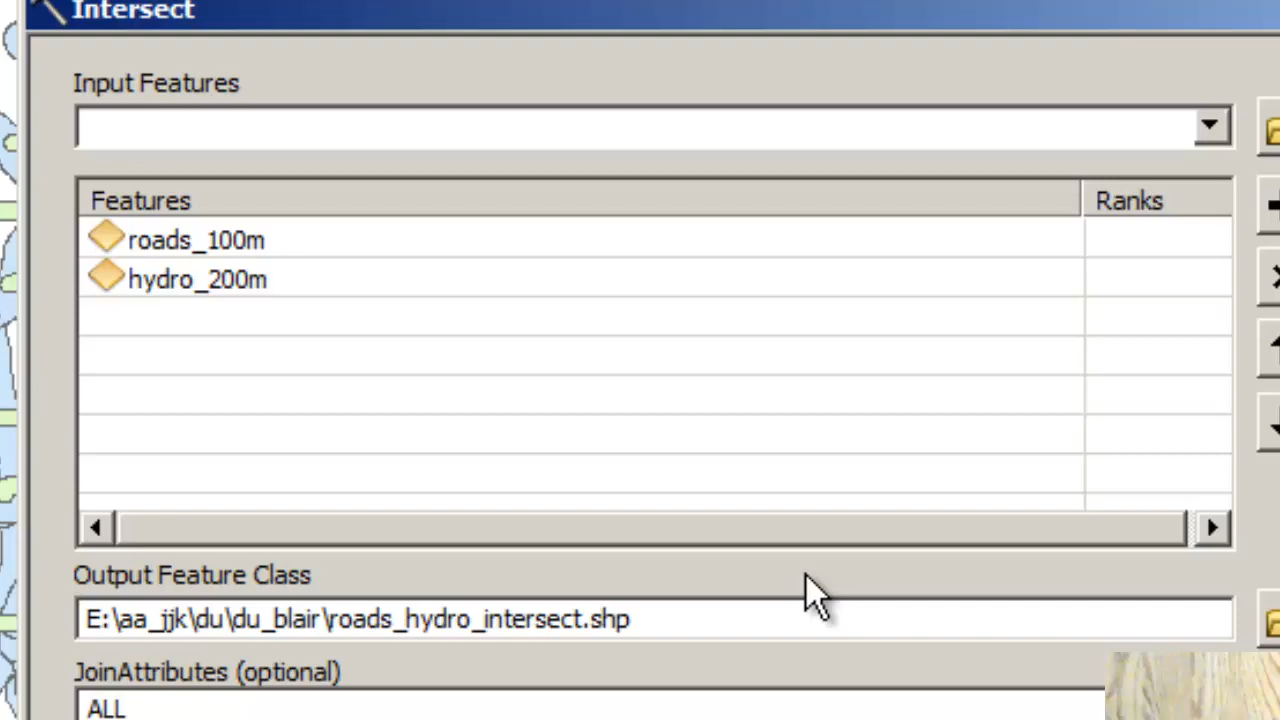 Intersect
Input Features
Features Ranks
roads_100m
hydro_200m
Output Feature Class
E:\aa_jjk\du\du_blair\roads_hydro_intersect.shp
JoinAttributes (optional)
ALL